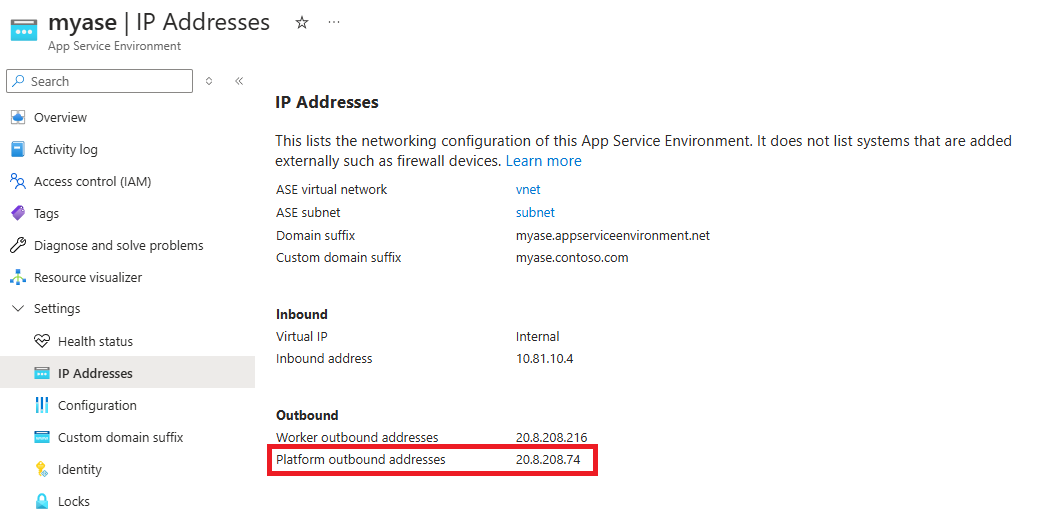 myase | IP Addresses
App Service Environment
Search
Overview
Activity log
Access control (IAM)
Tags
Diagnose and solve problems
Resource visualizer
Settings
Health status
IP Addresses
Configuration
Custom domain suffix
Identity
Locks
IP Addresses
This lists the networking configuration of this App Service Environment. It does not list systems that are added
externally such as firewall devices. Learn more
ASE virtual network vnet
ASE subnet subnet
Domain suffix myase.appserviceenvironment.net
Custom domain suffix myase.contoso.com
Inbound
Virtual IP Internal
Inbound address 10.81.10.4
Outbound
Worker outbound addresses 20.8.208.216
Platform outbound addresses 20.8.208.74